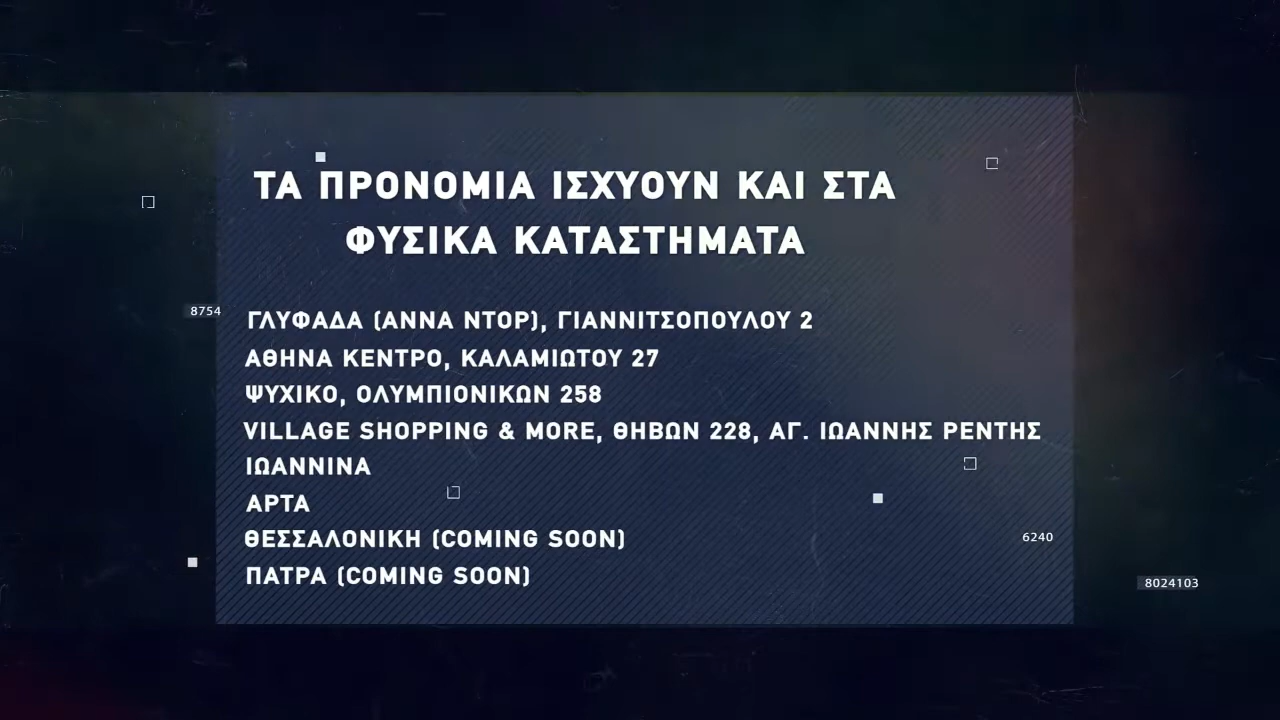 ΤΑ ΠΡΟΝΟΜΙΑ ΙΣΧΥΟΥΝ ΚΑΙ ΣΤΑ
ΦΥΣΙΚΑ ΚΑΤΑΣΤΗΜΑΤΑ
8754
ΓΛΥΦΑΔΑ (ΑΝΝΑ ΝΤΟΡ), ΓΙΑΝΝΙΤΣΟΠΟΥΛΟΥ 2
ΑΘΗΝΑ ΚΕΝΤΡΟ, ΚΑΛΑΜΙΩΤΟΥ 27
ΨΥΧΙΚΟ, ΟΛΥΜΠΙΟΝΙΚΩΝ 258
VILLAGE SHOPPING & MORE, ΘΗΒΩΝ 228, ΑΓ. ΙΩΑΝΝΗΣ ΡΕΝΤΗΣ
ΙΩΑΝΝΙΝΑ
ΑΡΤΑ
ΘΕΣΣΑΛΟΝΙΚΗ (COMING SOON)
6240
ΠΑΤΡΑ (COMING SOON)
8024103